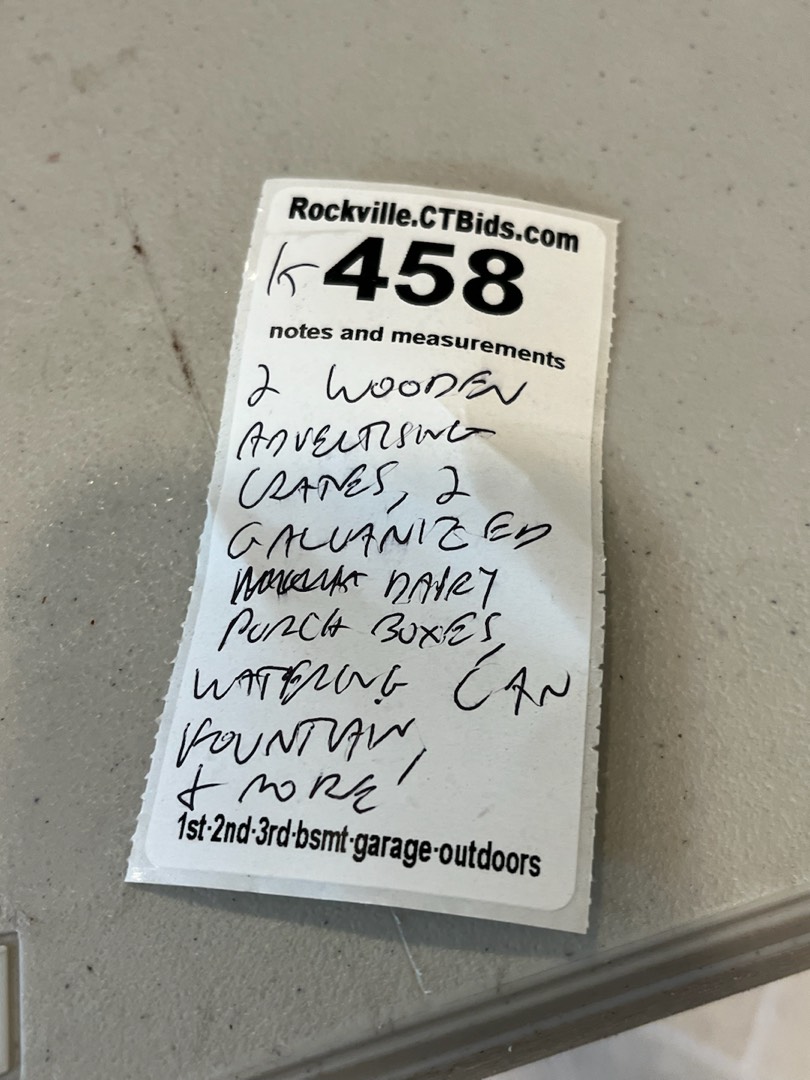 Rockville.CTBids.com
K 458
notes and measurements
2 WOODEN
ADVERTISING
CRATES, 2
GALVANIZED
DAIRY
PORCH BOXES,
WATERING CAN
FOUNTAIN,
& MORE
1st-2nd-3rd-bsmt-garage-outdoors